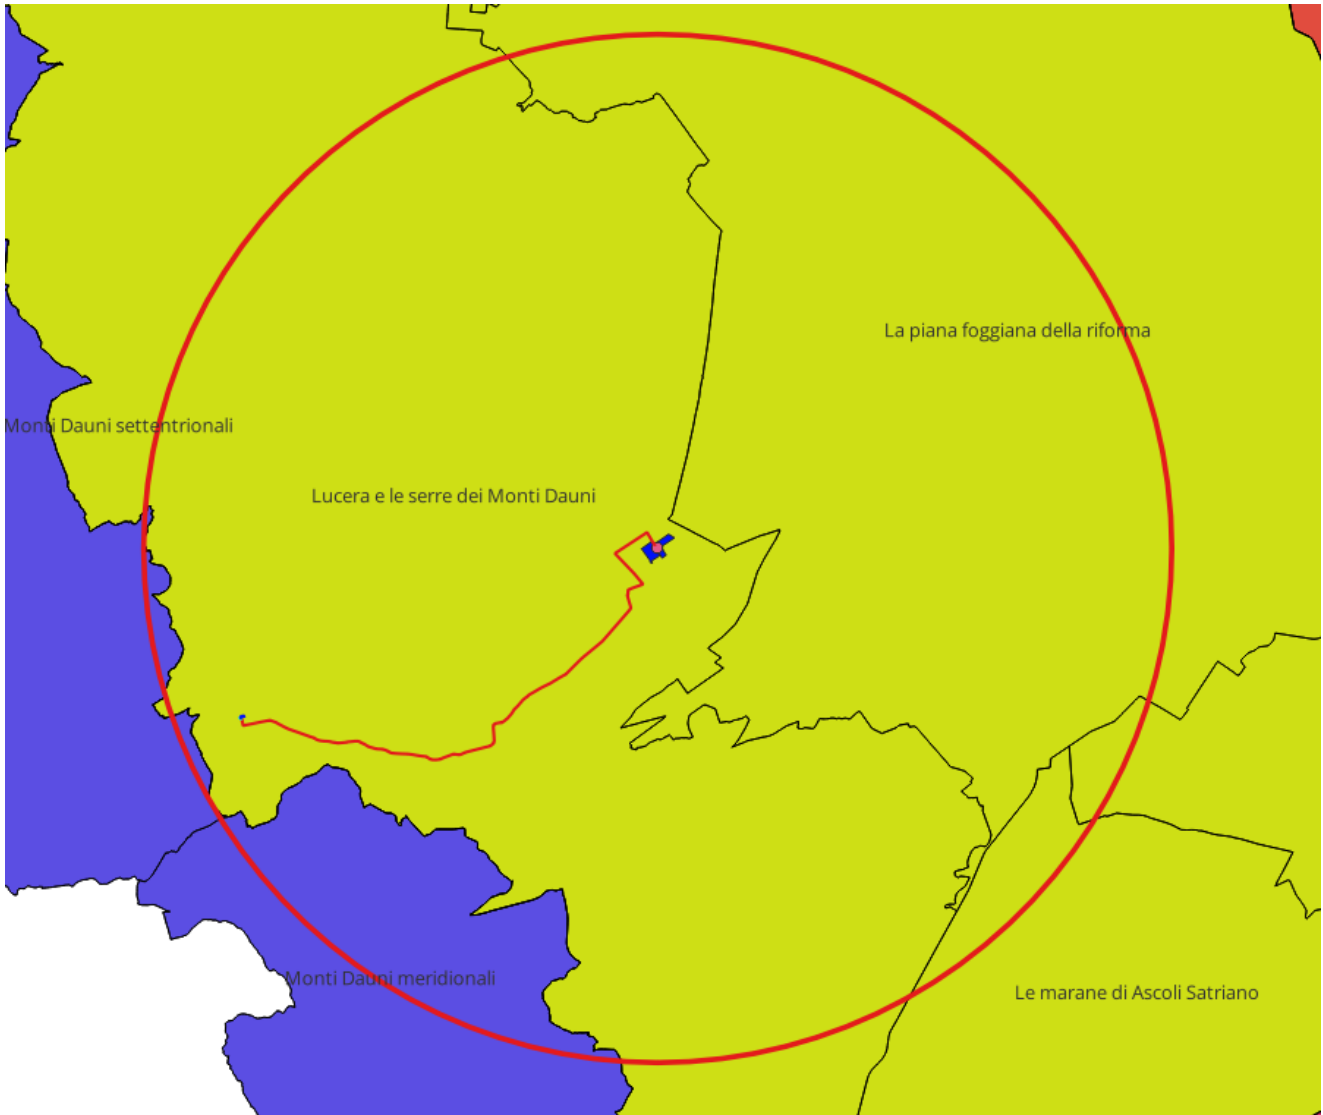 La piana foggiana della riforma
Monti Dauni settentrionali
Lucera e le serre dei Monti Dauni
Monti Dauni meridionali
Le marane di Ascoli Satriano